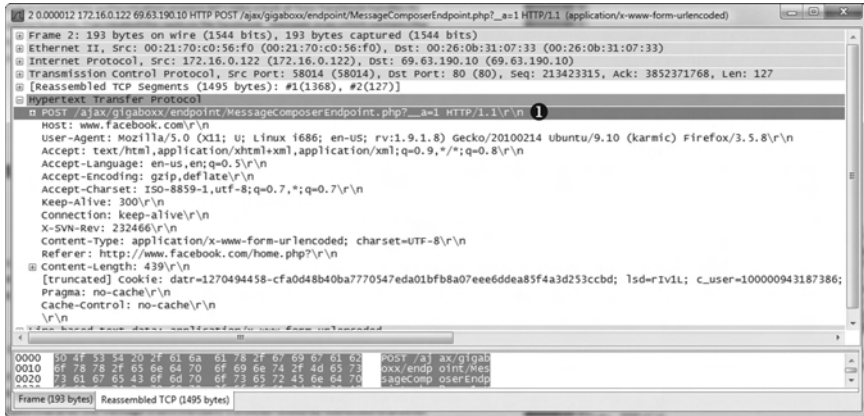 2 0.000012 172.16.0.122 69.63.190.10 HTTP POST /ajax/gigaboxx/endpoint/MessageComposerEndpoint.php?__a=1 HTTP/1.1 (application/x-www-form-urlencoded)
Frame 2: 193 bytes on wire (1544 bits), 193 bytes captured (1544 bits)
Ethernet II, Src: 00:21:70:c0:56:f0 (00:21:70:c0:56:f0), Dst: 00:26:0b:31:07:33 (00:26:0b:31:07:33)
Internet Protocol, Src: 172.16.0.122 (172.16.0.122), Dst: 69.63.190.10 (69.63.190.10)
Transmission Control Protocol, Src Port: 58014 (58014), Dst Port: 80 (80), Seq: 213423315, Ack: 3852371768, Len: 127
[Reassembled TCP Segments (1495 bytes): #1(1368), #2(127)]
Hypertext Transfer Protocol
POST /ajax/gigaboxx/endpoint/MessageComposerEndpoint.php?__a=1 HTTP/1.1\r\n ❶
Host: www.facebook.com\r\n
User-Agent: Mozilla/5.0 (X11; U; Linux i686; en-US; rv:1.9.1.8) Gecko/20100214 Ubuntu/9.10 (karmic) Firefox/3.5.8\r\n
Accept: text/html,application/xhtml+xml,application/xml;q=0.9,*/*;q=0.8\r\n
Accept-Language: en-us,en;q=0.5\r\n
Accept-Encoding: gzip,deflate\r\n
Accept-Charset: ISO-8859-1,utf-8;q=0.7,*;q=0.7\r\n
Keep-Alive: 300\r\n
Connection: keep-alive\r\n
X-SVN-Rev: 232466\r\n
Content-Type: application/x-www-form-urlencoded; charset=UTF-8\r\n
Referer: http://www.facebook.com/home.php?\r\n
Content-Length: 439\r\n
[truncated] Cookie: datr=1270494458-cfa0d48b40ba7770547eda01bfb8a07eee6ddea85f4a3d253ccbd; lsd=rIv1L; c_user=100000943187386;
Pragma: no-cache\r\n
Cache-Control: no-cache\r\n
\r\n
Line-based text data: application/x-www-form-urlencoded
0000 50 4f 53 54 20 2f 61 6a 61 78 2f 67 69 67 61 62 POST /aj ax/gigab
0010 6f 78 78 2f 65 6e 64 70 6f 69 6e 74 2f 4d 65 73 oxx/endp oint/Mes
0020 73 61 67 65 43 6f 6d 70 6f 73 65 72 45 6e 64 70 sageComp oserEndp
Frame (193 bytes) Reassembled TCP (1495 bytes)